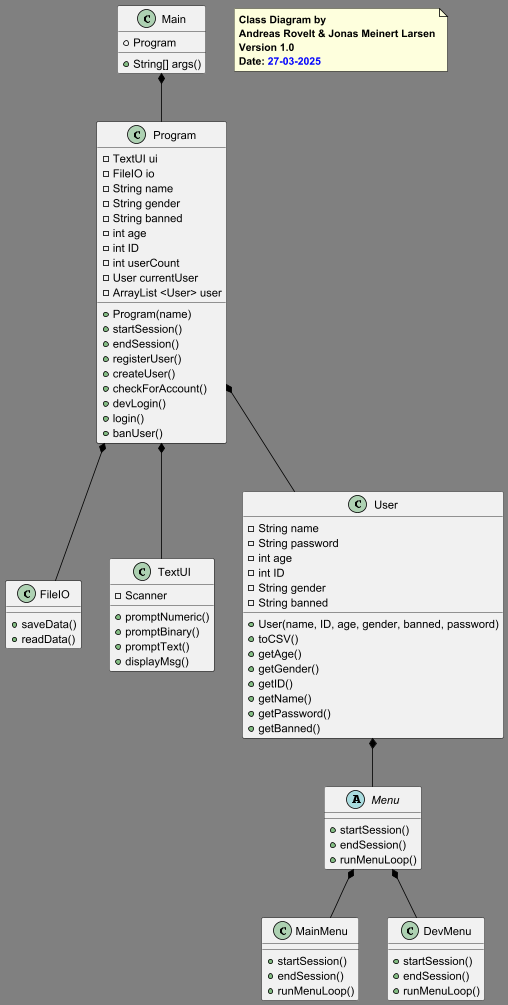 C Main
Program
String[] args()
Class Diagram by
Andreas Rovelt & Jonas Meinert Larsen
Version 1.0
Date: 27-03-2025
C Program
TextUI ui
FileIO io
String name
String gender
String banned
int age
int ID
int userCount
User currentUser
ArrayList <User> user
Program(name)
startSession()
endSession()
registerUser()
createUser()
checkForAccount()
devLogin()
login()
banUser()
C FileIO
saveData()
readData()
C TextUI
Scanner
promptNumeric()
promptBinary()
promptText()
displayMsg()
C User
String name
String password
int age
int ID
String gender
String banned
User(name, ID, age, gender, banned, password)
toCSV()
getAge()
getGender()
getID()
getName()
getPassword()
getBanned()
A Menu
startSession()
endSession()
runMenuLoop()
C MainMenu
startSession()
endSession()
runMenuLoop()
C DevMenu
startSession()
endSession()
runMenuLoop()